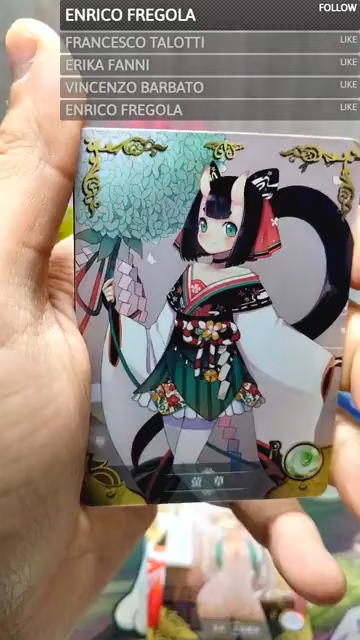 ENRICO FREGOLA
FOLLOW
FRANCESCO TALOTTI
LIKE
ERIKA FANNI
LIKE
VINCENZO BARBATO
LIKE
ENRICO FREGOLA
LIKE
萤草